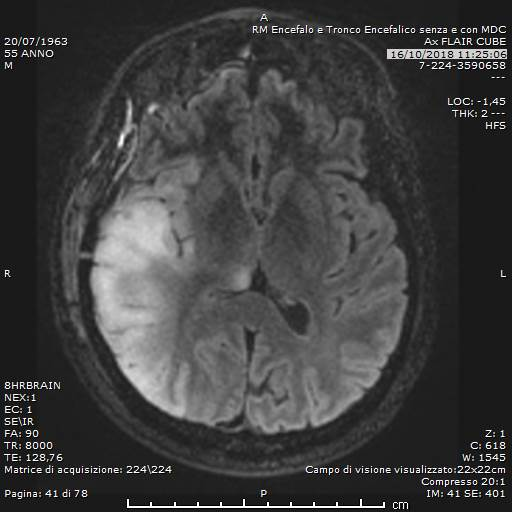 A
RM Encefalo e Tronco Encefalico senza e con MDC
20/07/1963
Ax FLAIR CUBE
55 ANNO
16/10/2018 11:25:06
M
7-224-3590658
---
LOC: -1,45
THK: 2 ---
HFS
R
L
8HRBRAIN
NEX:1
EC: 1
SE\IR
FA: 90
Z: 1
TR: 8000
C: 618
TE: 128,76
W: 1545
Matrice di acquisizione: 224\224
Campo di visione visualizzato:22x22cm
Compresso 20:1
Pagina: 41 di 78
P
IM: 41 SE: 401
cm